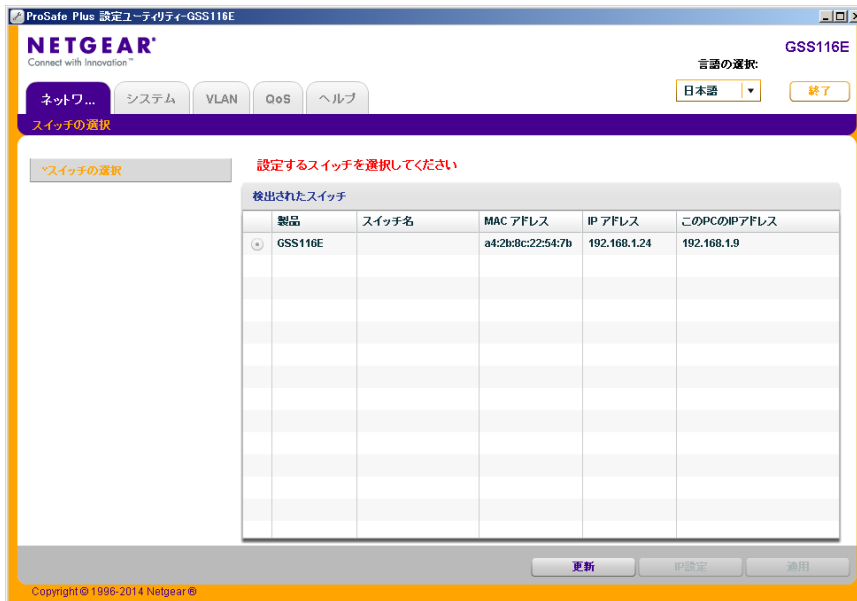 ProSafe Plus 設定ユーティリティ-GSS116E
NETGEAR®
Connect with Innovation™
GSS116E
言語の選択:
日本語
終了
ネットワ...
システム
VLAN
QoS
ヘルプ
スイッチの選択
スイッチの選択
設定するスイッチを選択してください
検出されたスイッチ
製品 スイッチ名 MAC アドレス IP アドレス このPCのIPアドレス
GSS116E a4:2b:8c:22:54:7b 192.168.1.24 192.168.1.9
更新
IP設定
適用
Copyright © 1996-2014 Netgear ®